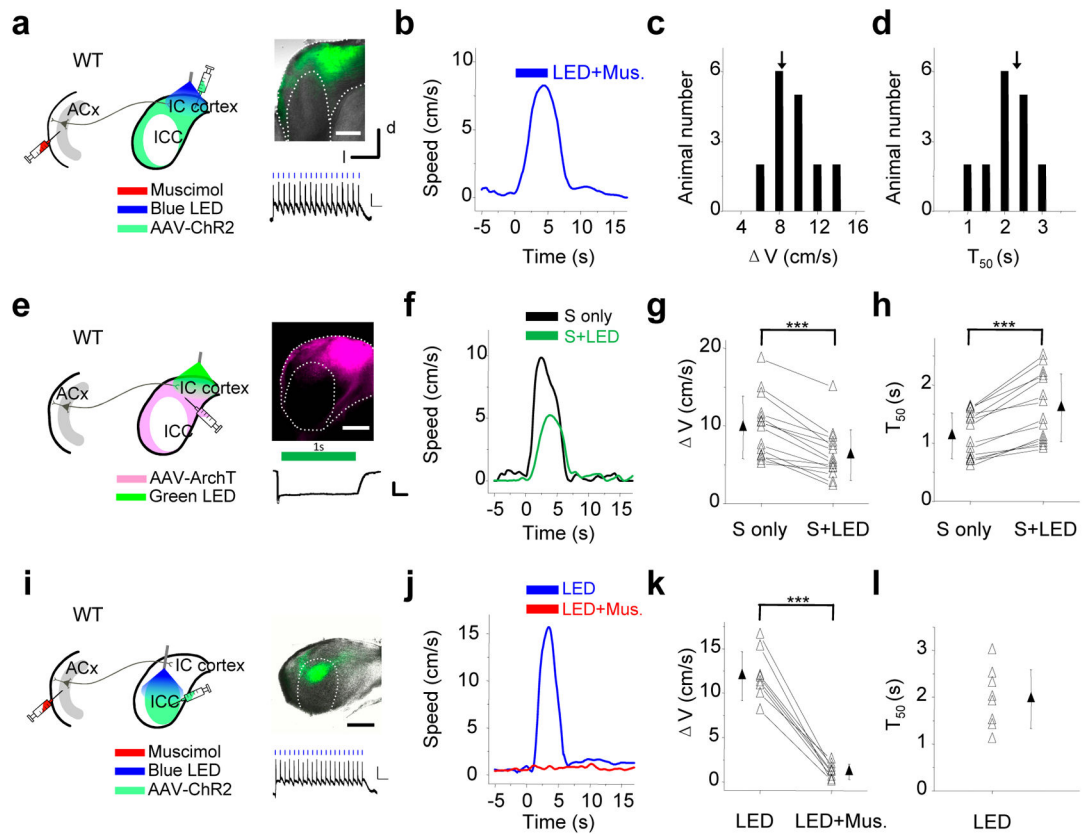 a
WT
ACx
IC cortex
ICC
Muscimol
Blue LED
AAV-ChR2
d
l
b
Speed (cm/s)
10
5
0
LED+Mus.
-5 0 5 10 15
Time (s)
c
Animal number
6
3
0
4 8 12 16
Δ V (cm/s)
d
Animal number
6
3
0
1 2 3
T50 (s)
e
WT
ACx
IC cortex
ICC
AAV-ArchT
Green LED
1s
f
S only
S+LED
Speed (cm/s)
10
5
0
-5 0 5 10 15
Time (s)
g
***
Δ V (cm/s)
20
10
0
S only S+LED
h
***
T50 (s)
2
1
0
S only S+LED
i
WT
ACx
IC cortex
ICC
Muscimol
Blue LED
AAV-ChR2
j
LED
LED+Mus.
Speed (cm/s)
15
10
5
0
-5 0 5 10 15
Time (s)
k
***
Δ V (cm/s)
15
10
5
0
LED LED+Mus.
l
T50 (s)
3
2
1
0
LED